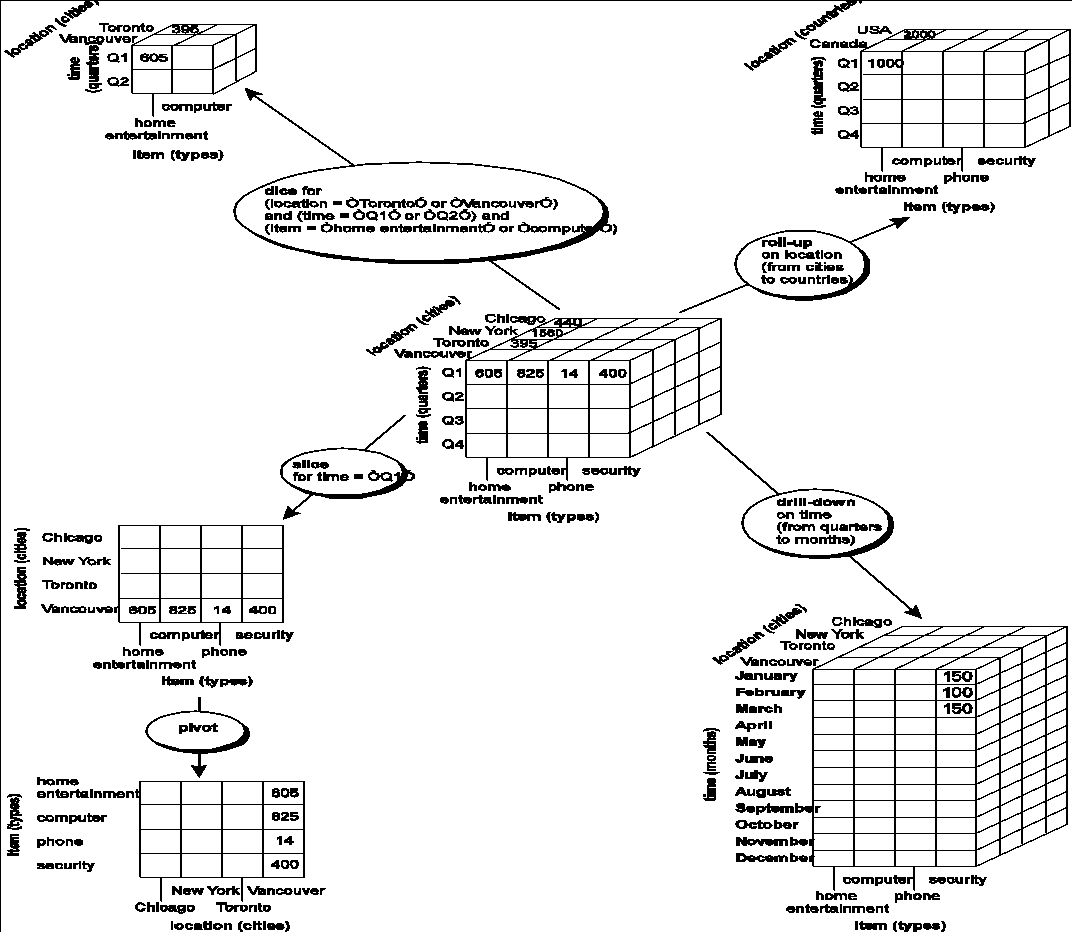 location (cities)
Toronto 395
Vancouver
time (quarters)
Q1 605
Q2
computer
home
entertainment
item (types)
location (countries)
USA 2000
Canada
time (quarters)
Q1 1000
Q2
Q3
Q4
computer security
home phone
entertainment
item (types)
dice for
(location = ÒTorontoÓ or ÒVancouverÓ)
and (time = ÒQ1Ó or ÒQ2Ó) and
(item = Òhome entertainmentÓ or ÒcomputerÓ)
roll-up
on location
(from cities
to countries)
location (cities)
Chicago 440
New York 1560
Toronto 395
Vancouver
time (quarters)
Q1 605 825 14 400
Q2
Q3
Q4
computer security
home phone
entertainment
item (types)
slice
for time = ÒQ1Ó
drill-down
on time
(from quarters
to months)
location (cities)
Chicago
New York
Toronto
Vancouver 605 825 14 400
computer security
home phone
entertainment
item (types)
pivot
item (types)
home
entertainment 605
computer 825
phone 14
security 400
New York Vancouver
Chicago Toronto
location (cities)
location (cities)
Chicago
New York
Toronto
Vancouver
time (months)
January 150
February 100
March 150
April
May
June
July
August
September
October
November
December
computer security
home phone
entertainment
item (types)